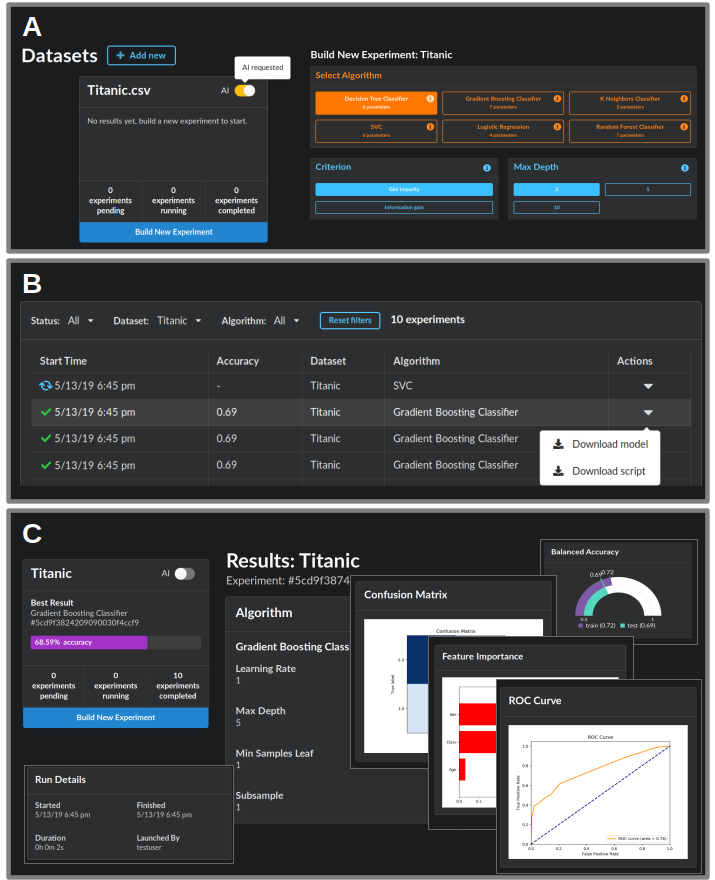 A
Datasets
Add new
AI requested
Titanic.csv
AI
No results yet, build a new experiment to start.
0 experiments pending
0 experiments running
0 experiments completed
Build New Experiment
Build New Experiment: Titanic
Select Algorithm
Decision Tree Classifier
6 parameters
Gradient Boosting Classifier
7 parameters
K Neighbors Classifier
3 parameters
SVC
6 parameters
Logistic Regression
4 parameters
Random Forest Classifier
7 parameters
Criterion
Gini impurity
Information gain
Max Depth
3
5
10
B
Status: All Dataset: Titanic Algorithm: All Reset filters 10 experiments
Start Time Accuracy Dataset Algorithm Actions
5/13/19 6:45 pm - Titanic SVC
5/13/19 6:45 pm 0.69 Titanic Gradient Boosting Classifier
5/13/19 6:45 pm 0.69 Titanic Gradient Boosting Classifier
5/13/19 6:45 pm 0.69 Titanic Gradient Boosting Classifier
Download model
Download script
C
Titanic
AI
Best Result
Gradient Boosting Classifier
#5cd9f3824209090030f4ccf9
68.59% accuracy
0 experiments pending
0 experiments running
10 experiments completed
Build New Experiment
Run Details
Started
5/13/19 6:45 pm
Finished
5/13/19 6:45 pm
Duration
0h 0m 2s
Launched By
testuser
Results: Titanic
Experiment: #5cd9f3874
Algorithm
Gradient Boosting Class
Learning Rate
1
Max Depth
5
Min Samples Leaf
1
Subsample
1
Balanced Accuracy
0.69
0.72
0.0
1
train (0.72)
test (0.69)
Confusion Matrix
Confusion Matrix
True label
-1.0
1.0
Feature Importance
Sex
Class
Age
0.0
0.1
ROC Curve
ROC Curve
True Positive Rate
1.0
0.8
0.6
0.4
0.2
0.0
0.0 0.2 0.4 0.6 0.8 1.0
False Positive Rate
ROC curve (area = 0.76)